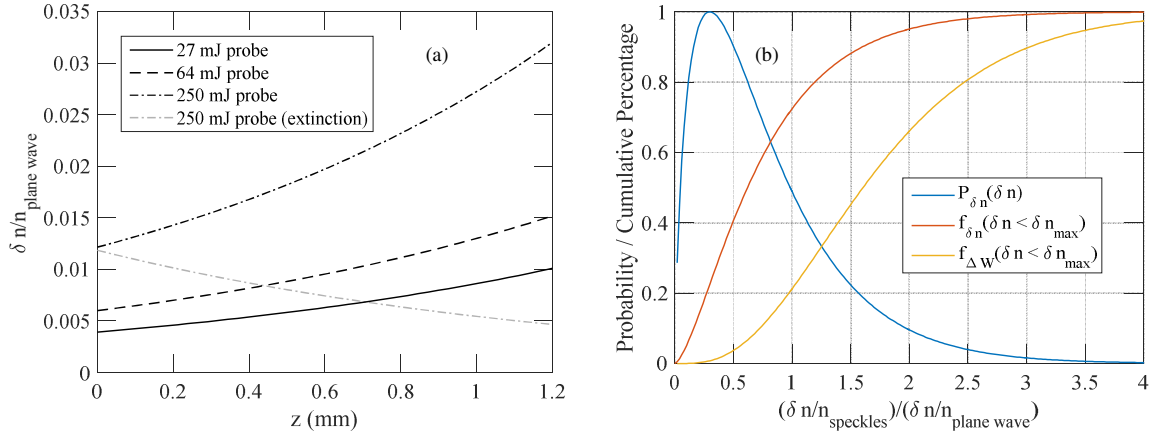 (a)
27 mJ probe
64 mJ probe
250 mJ probe
250 mJ probe (extinction)
δ n/n plane wave
0.035
0.03
0.025
0.02
0.015
0.01
0.005
0
0 0.2 0.4 0.6 0.8 1 1.2
z (mm)
(b)
Probability / Cumulative Percentage
1
0.8
0.6
0.4
0.2
0
P δ n (δ n)
f δ n (δ n < δ n max)
f Δ W (δ n < δ n max)
0 0.5 1 1.5 2 2.5 3 3.5 4
(δ n/n speckles)/(δ n/n plane wave)